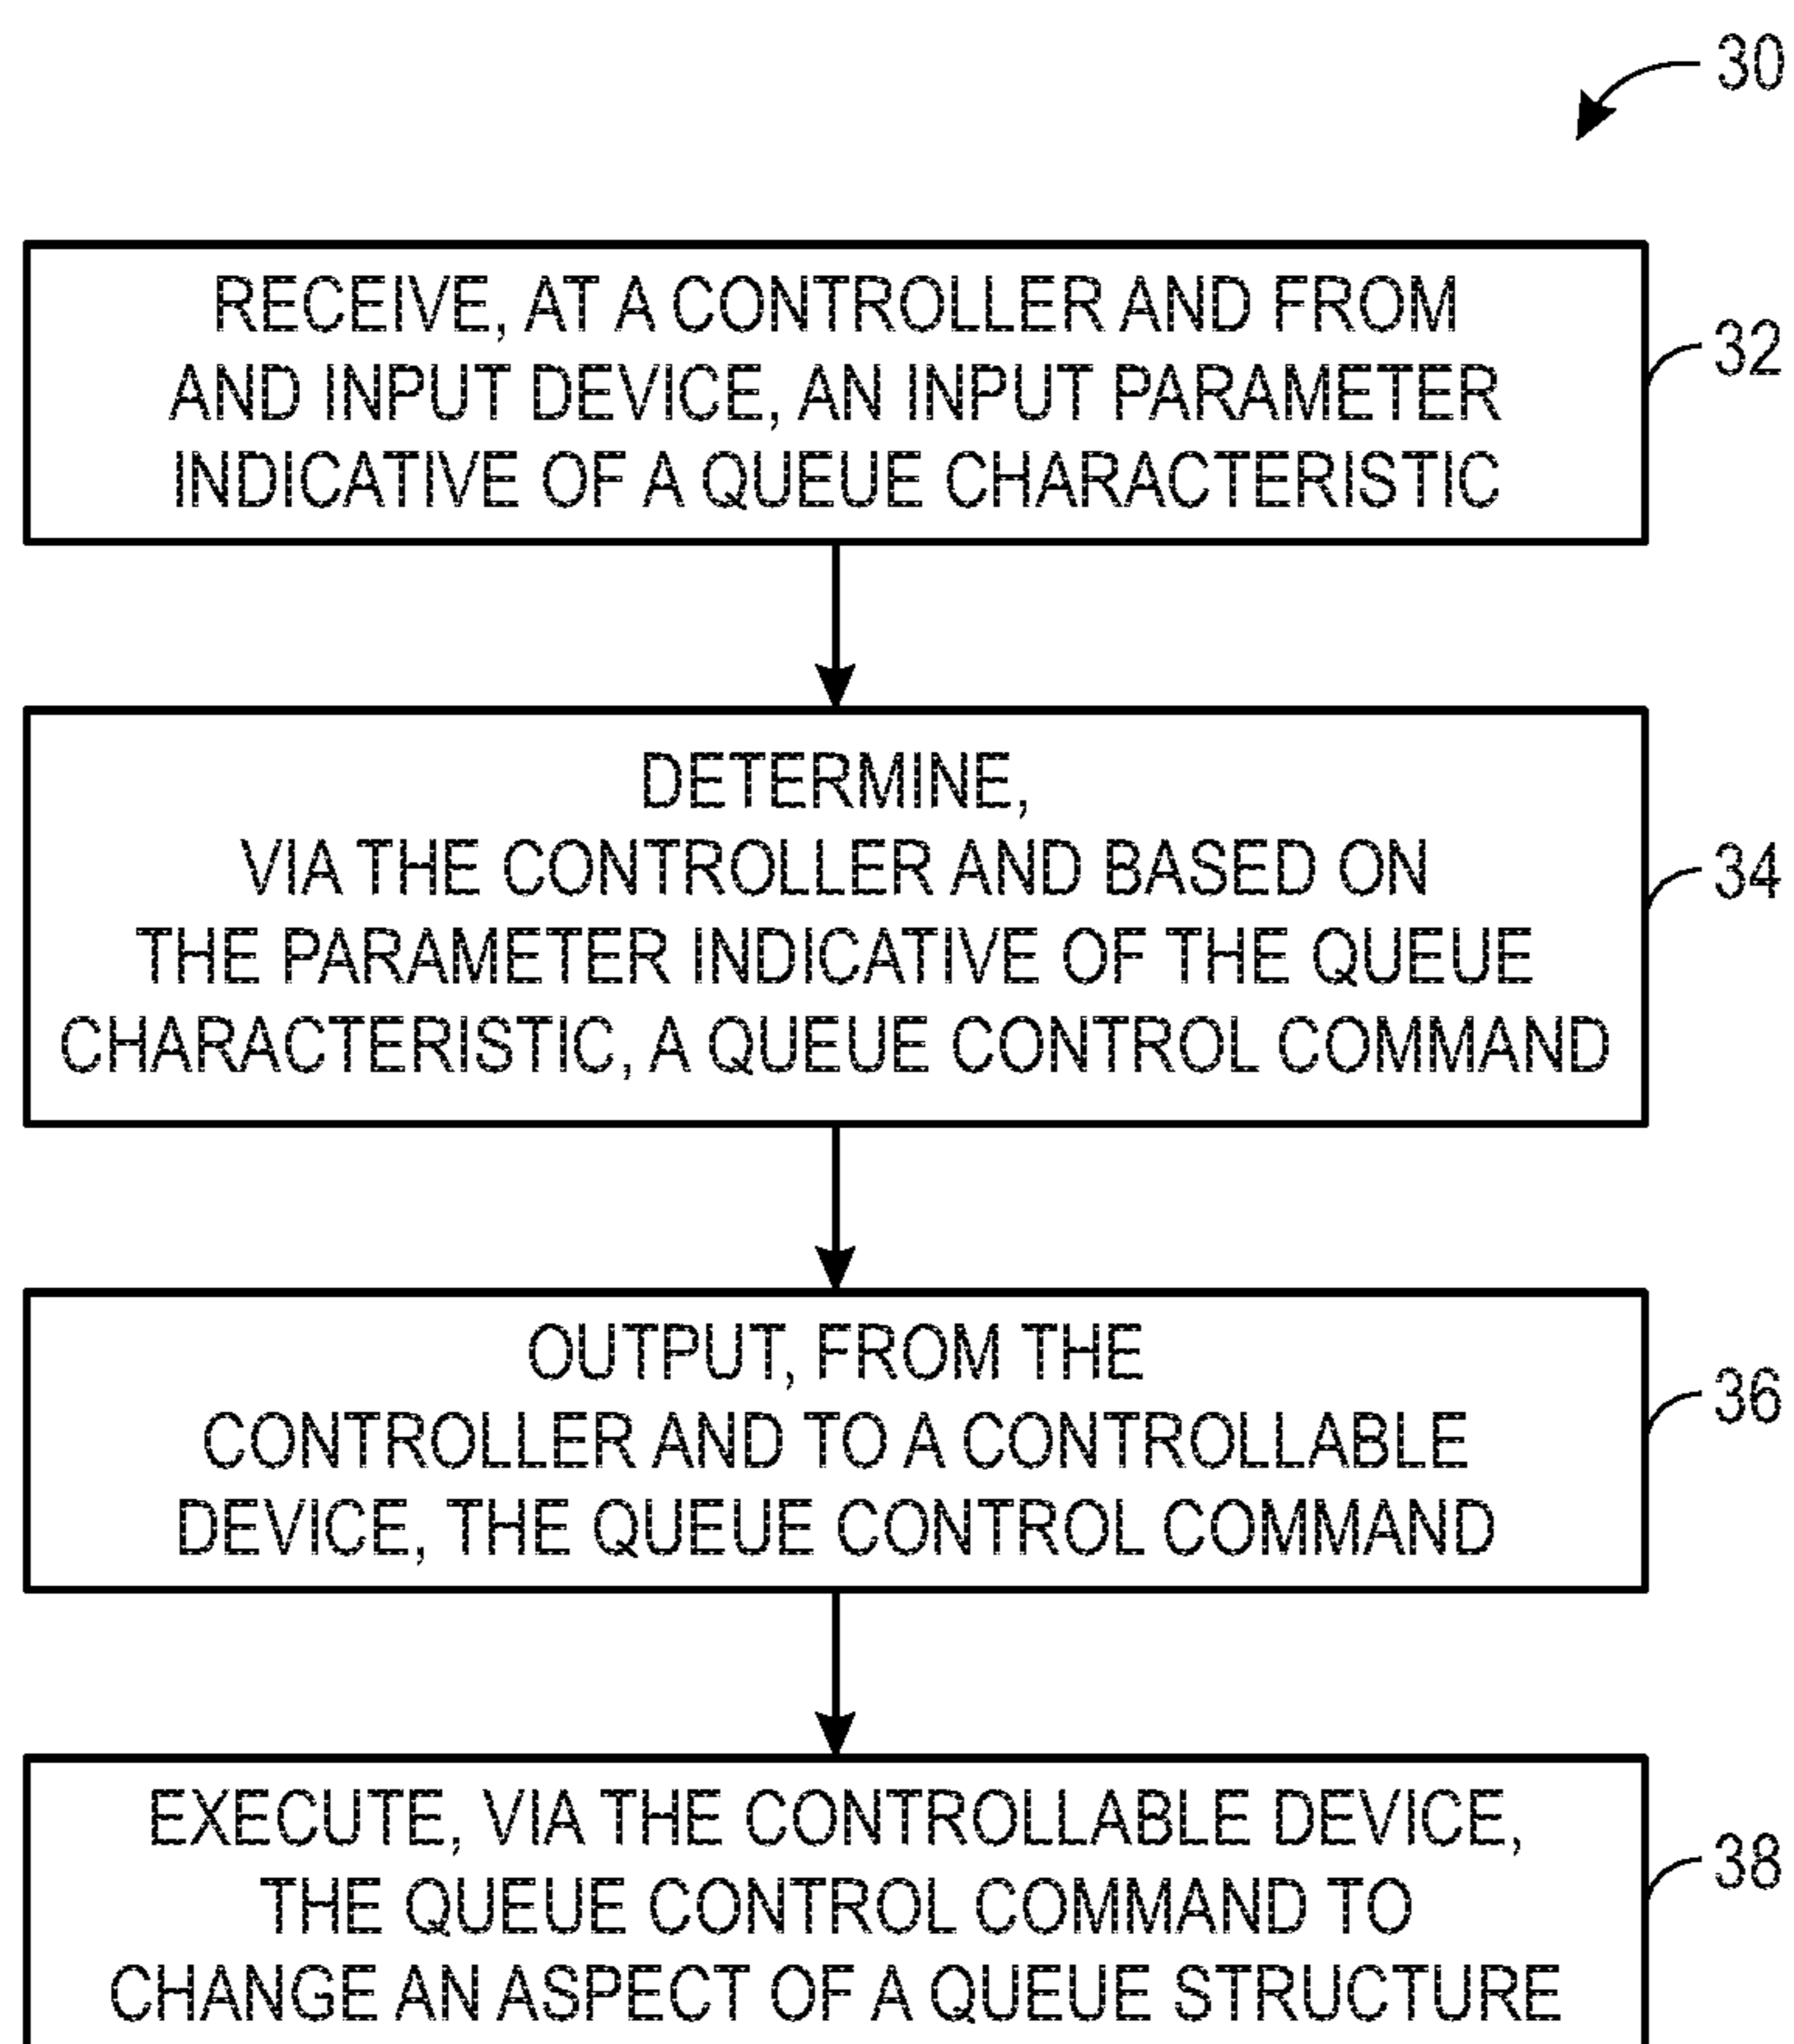 30
RECEIVE, AT A CONTROLLER AND FROM
AND INPUT DEVICE, AN INPUT PARAMETER
INDICATIVE OF A QUEUE CHARACTERISTIC
32
DETERMINE,
VIA THE CONTROLLER AND BASED ON
THE PARAMETER INDICATIVE OF THE QUEUE
CHARACTERISTIC, A QUEUE CONTROL COMMAND
34
OUTPUT, FROM THE
CONTROLLER AND TO A CONTROLLABLE
DEVICE, THE QUEUE CONTROL COMMAND
36
EXECUTE, VIA THE CONTROLLABLE DEVICE,
THE QUEUE CONTROL COMMAND TO
CHANGE AN ASPECT OF A QUEUE STRUCTURE
38